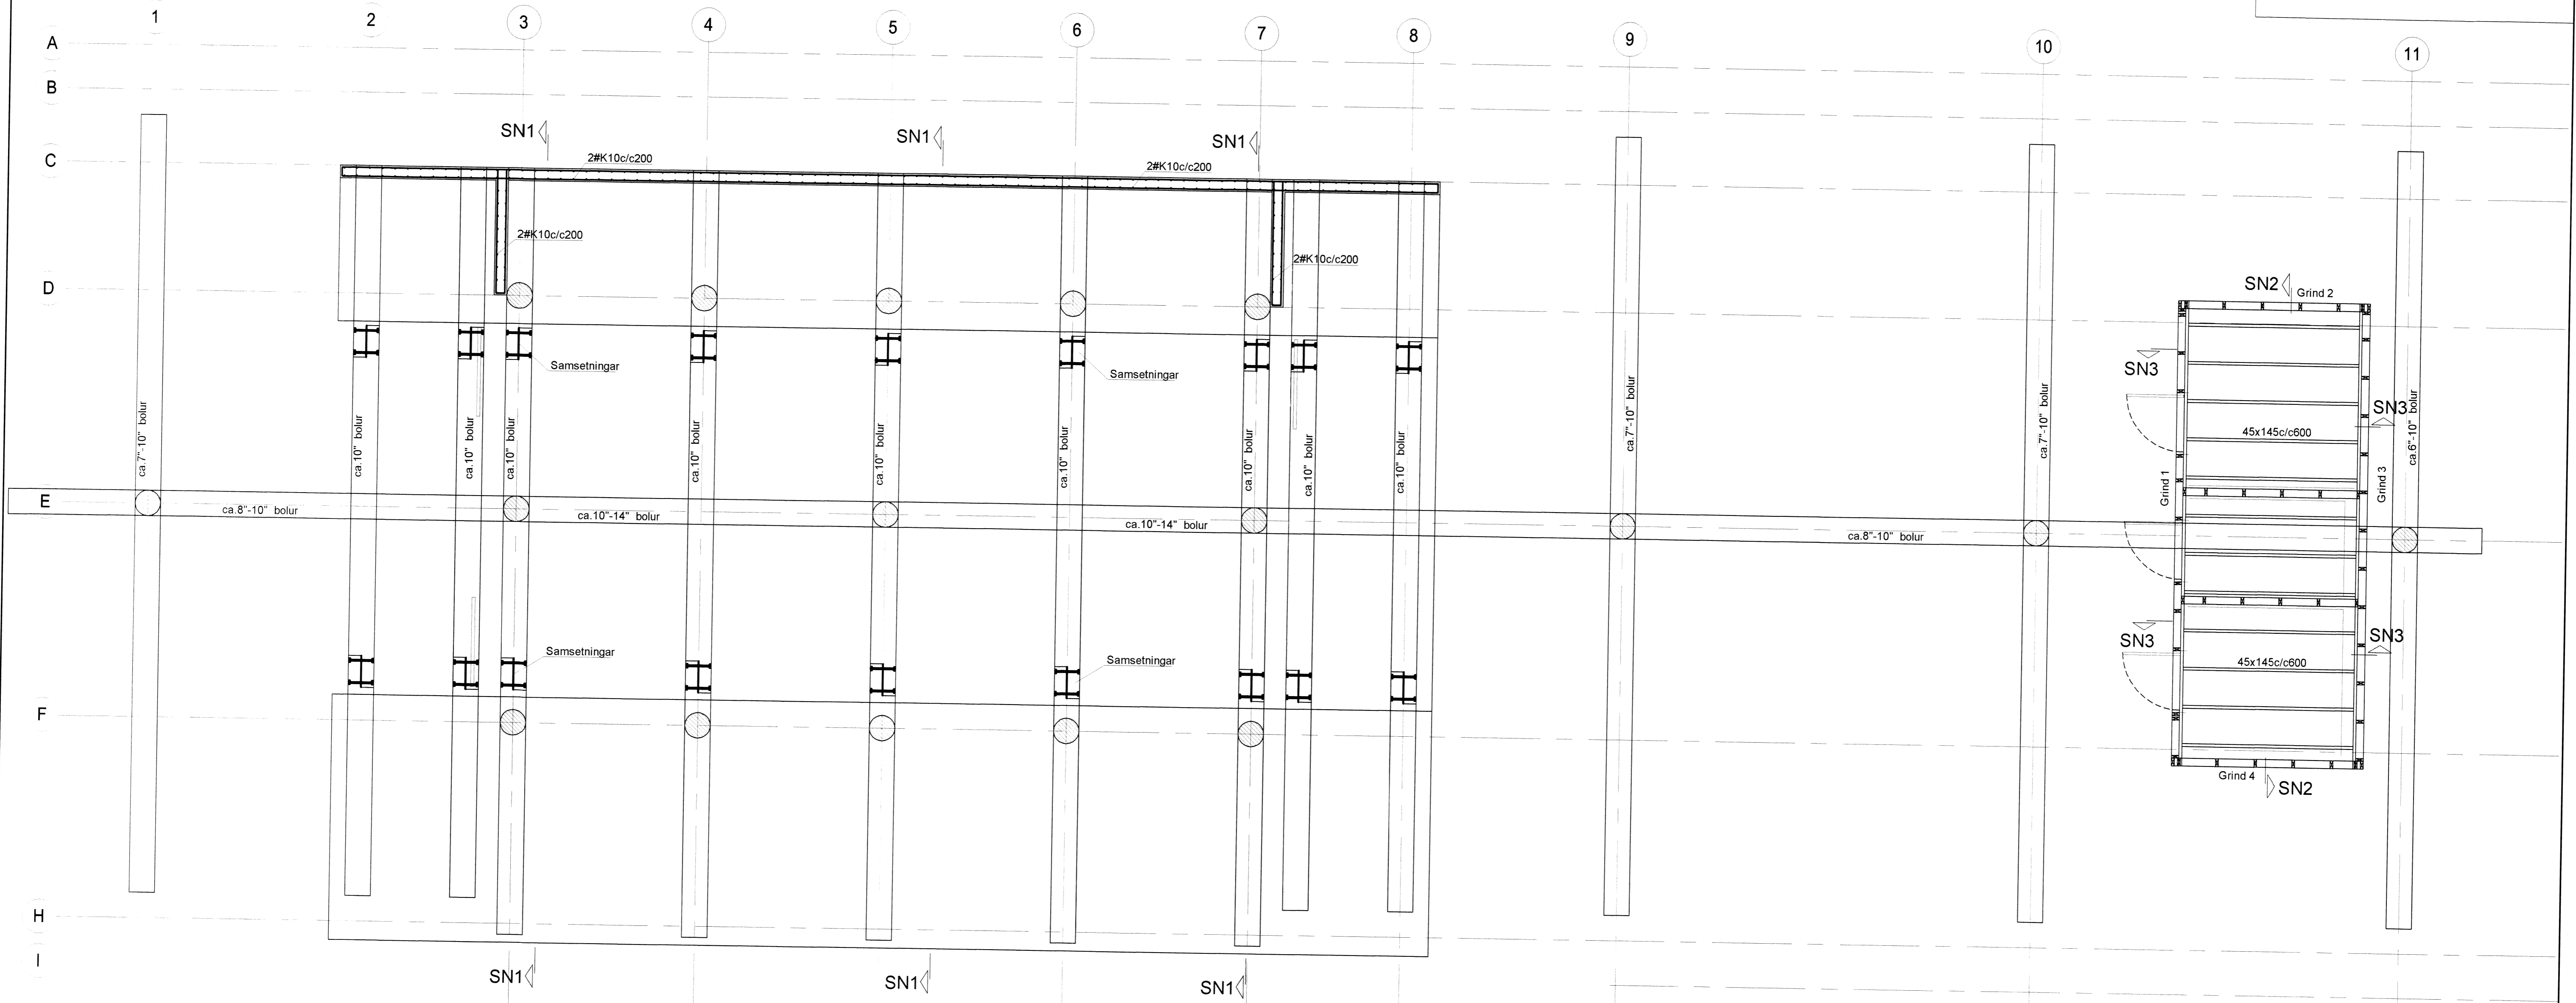 1
2
3
4
5
6
7
8
9
10
11
A
B
C
D
E
F
H
I
SN1
SN1
SN1
2#K10c/c200
2#K10c/c200
2#K10c/c200
2#K10c/c200
Samsetningar
Samsetningar
SN2
Grind 2
SN3
SN3
ca.7"-10" bolur
ca.10" bolur
ca.10" bolur
ca.10" bolur
ca.10" bolur
ca.10" bolur
ca.10" bolur
ca.10" bolur
ca.10" bolur
ca.10" bolur
ca.7"-10" bolur
ca.7"-10" bolur
ca.6"-10" bolur
45x145c/c600
Grind 1
Grind 3
ca.8"-10" bolur
ca.10"-14" bolur
ca.10"-14" bolur
ca.8"-10" bolur
Samsetningar
Samsetningar
SN3
SN3
45x145c/c600
Grind 4
SN2
SN1
SN1
SN1